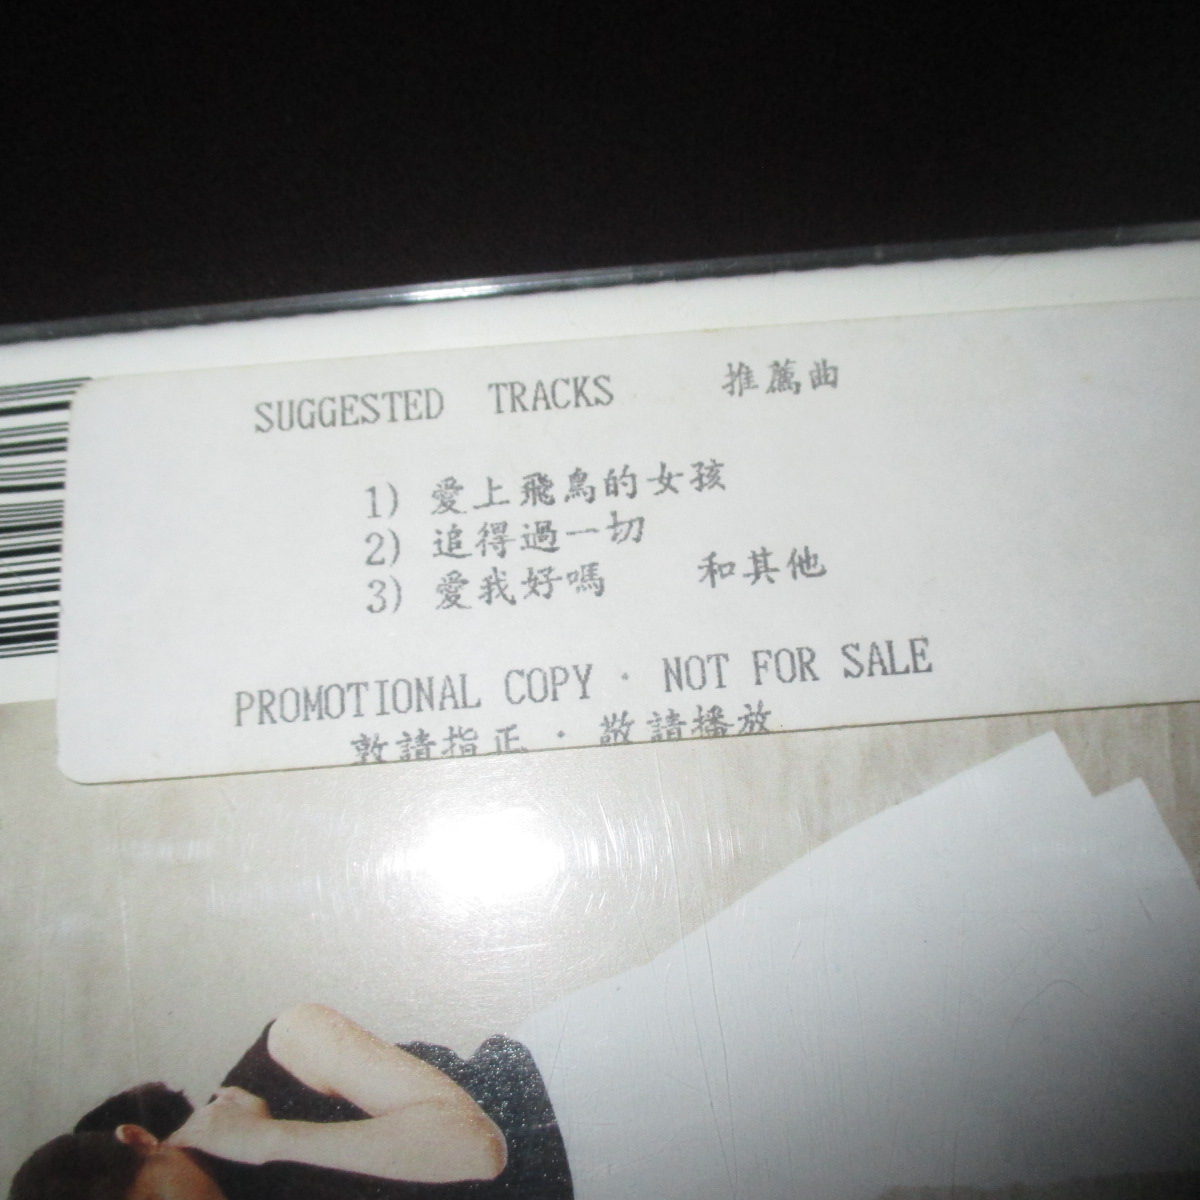 SUGGESTED TRACKS 推薦曲
1) 愛上飛鳥的女孩
2) 追得過一切
3) 愛我好嗎 和其他
PROMOTIONAL COPY · NOT FOR SALE
敦請指正 · 敬請播放